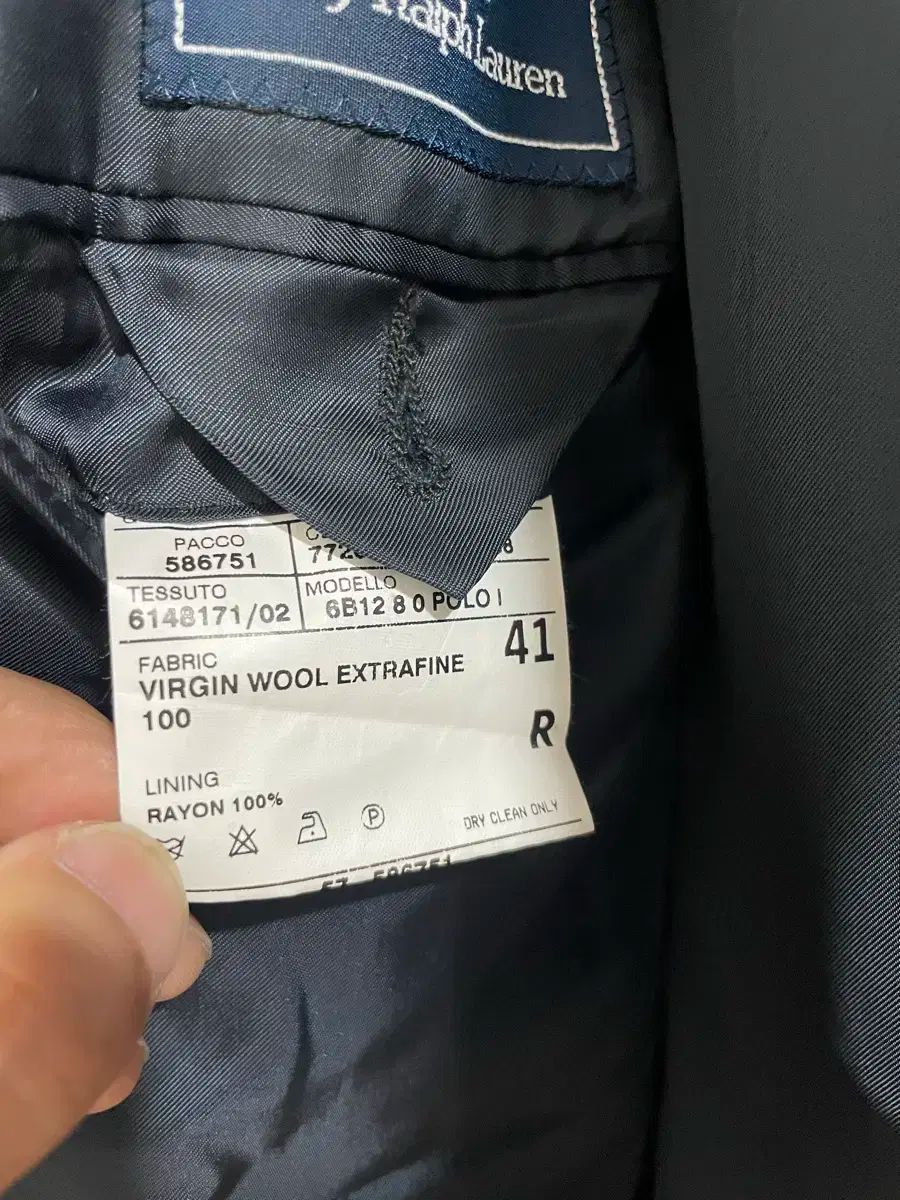 Ralph Lauren
PACCO
586751
TESSUTO
6148171/02
MODELLO
6B12 8 0 POLO I
41
FABRIC
VIRGIN WOOL EXTRAFINE
100
R
LINING
RAYON 100%
P
DRY CLEAN ONLY